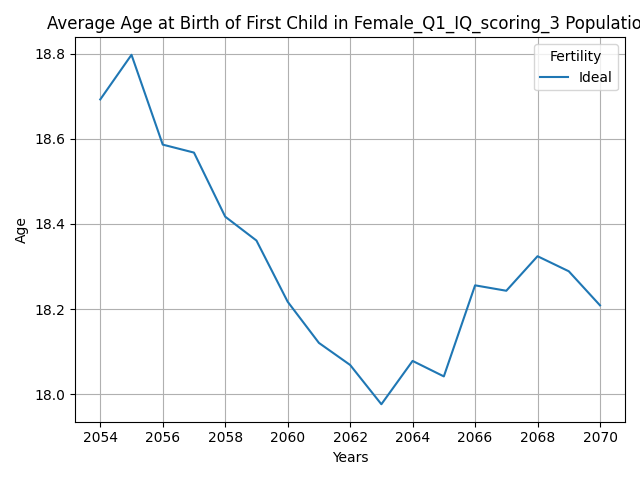 Average Age at Birth of First Child in Female_Q1_IQ_scoring_3 Populatio
Fertility
Ideal
18.8
18.6
18.4
18.2
18.0
Age
2054 2056 2058 2060 2062 2064 2066 2068 2070
Years